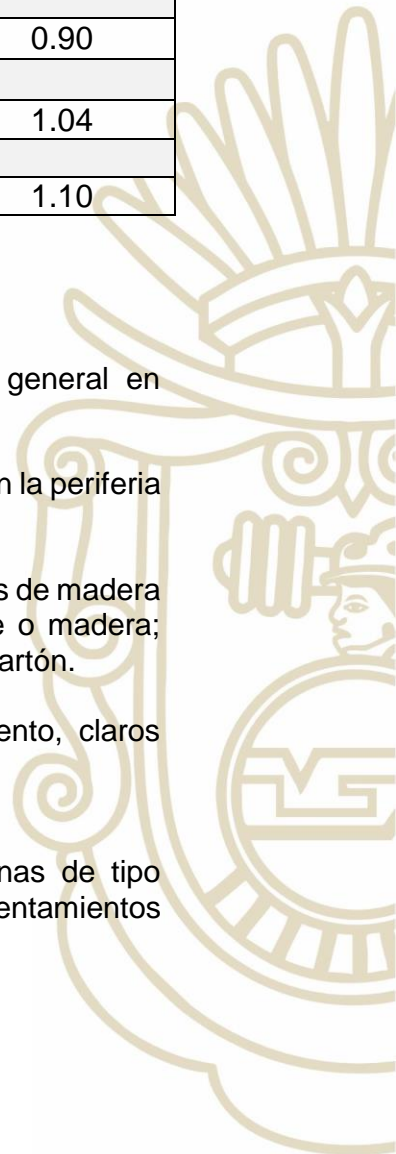 0.90
1.04
1.10
general en
n la periferia
s de madera
e o madera;
artón.
ento, claros
nas de tipo
entamientos